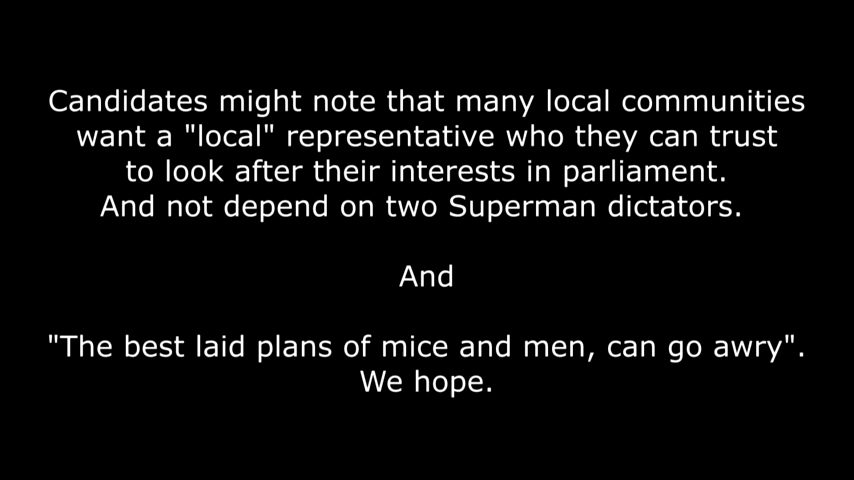 Candidates might note that many local communities
want a "local" representative who they can trust
to look after their interests in parliament.
And not depend on two Superman dictators.
And
"The best laid plans of mice and men, can go awry".
We hope.